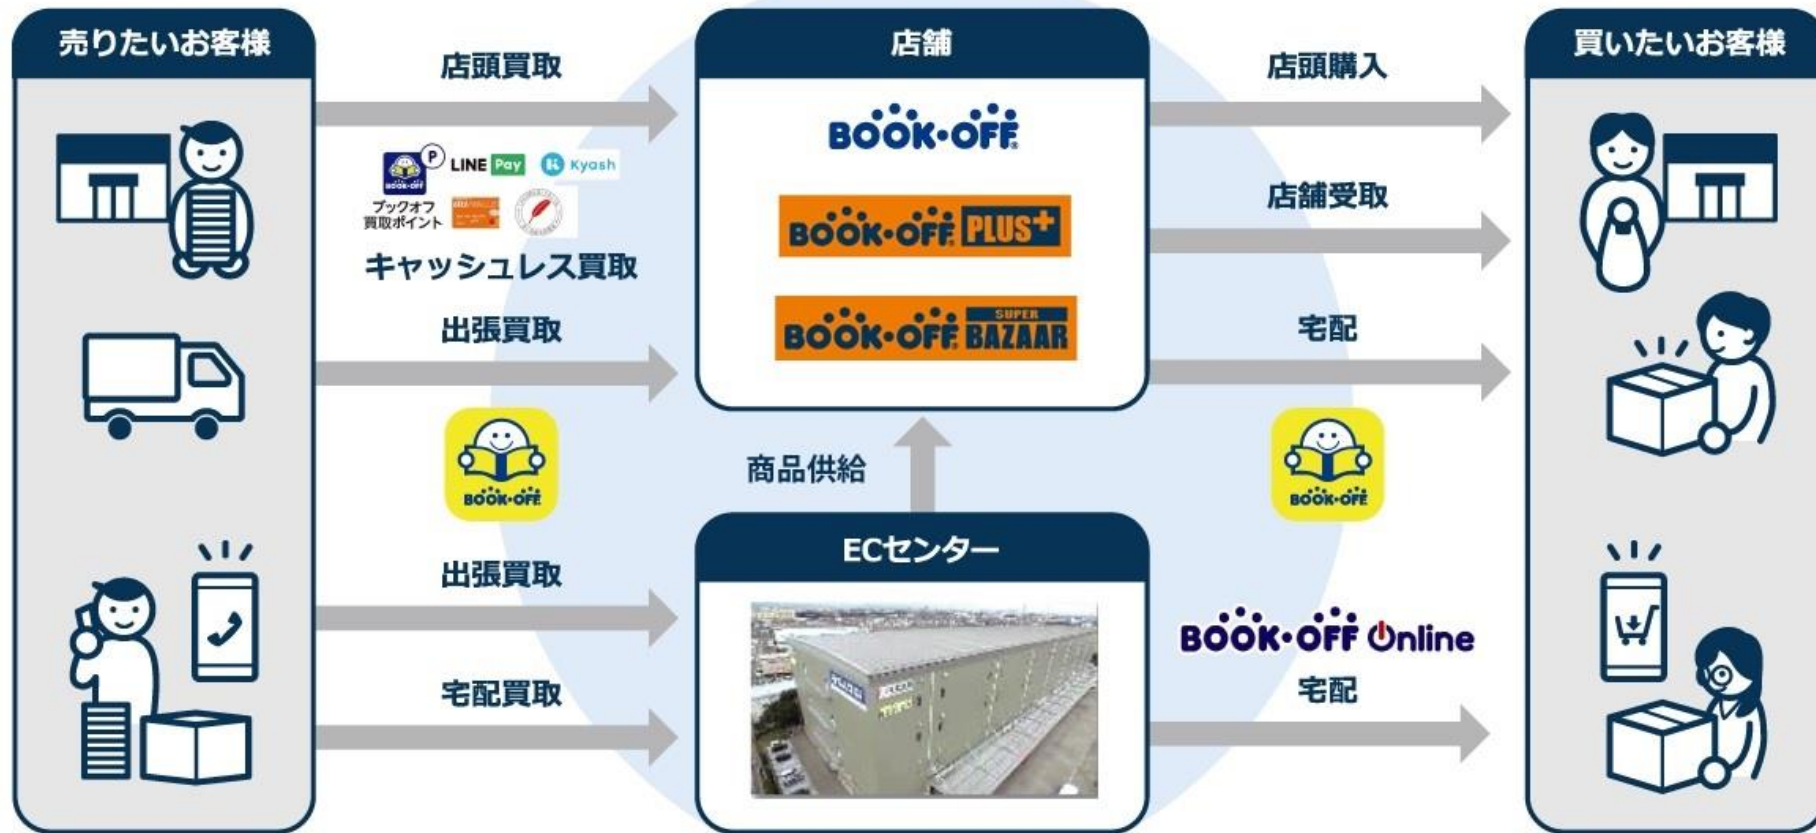 売りたいお客様
店頭買取
P
BOOK・OFF
LINE Pay
Kyash
ブックオフ
買取ポイント
キャッシュレス買取
出張買取
BOOK・OFF
出張買取
宅配買取
店舗
BOOK・OFF®
BOOK・OFF PLUS+
BOOK・OFF SUPER BAZAAR
商品供給
ECセンター
店頭購入
店舗受取
宅配
BOOK・OFF
BOOK・OFF Online
宅配
買いたいお客様